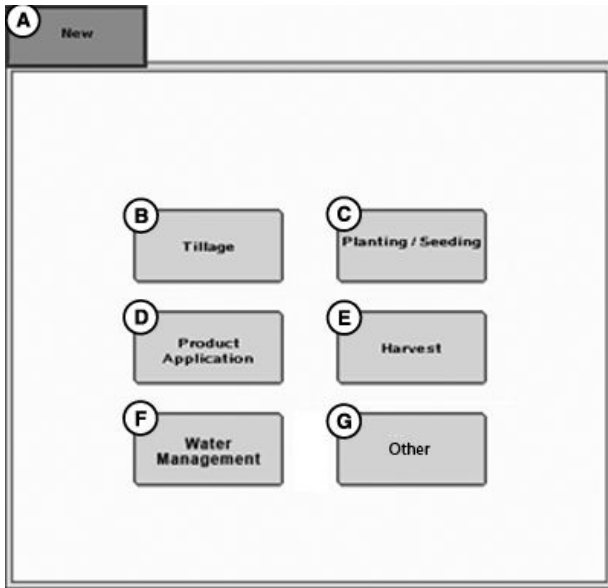 A
New
B
Tillage
C
Planting / Seeding
D
Product
Application
E
Harvest
F
Water
Management
G
Other